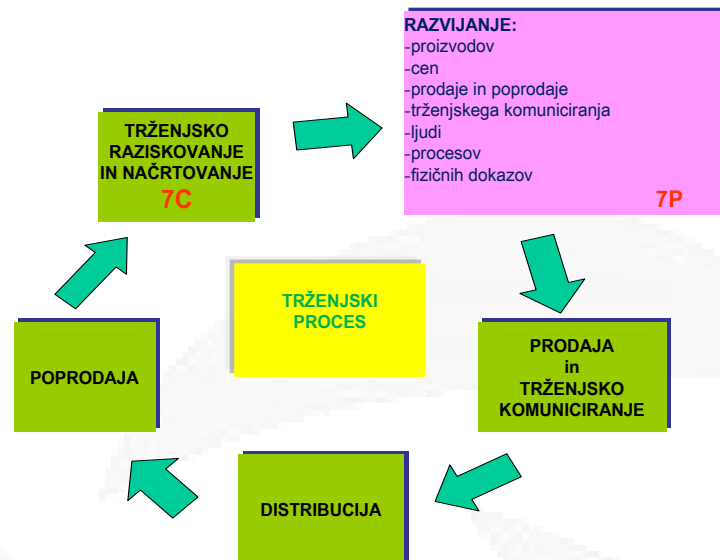 TRŽENJSKO
RAZISKOVANJE
IN NAČRTOVANJE
7C
RAZVIJANJE:
-proizvodov
-cen
-prodaje in poprodaje
-trženjskega komuniciranja
-ljudi
-procesov
-fizičnih dokazov
7P
TRŽENJSKI
PROCES
PRODAJA
in
TRŽENJSKO
KOMUNICIRANJE
POPRODAJA
DISTRIBUCIJA